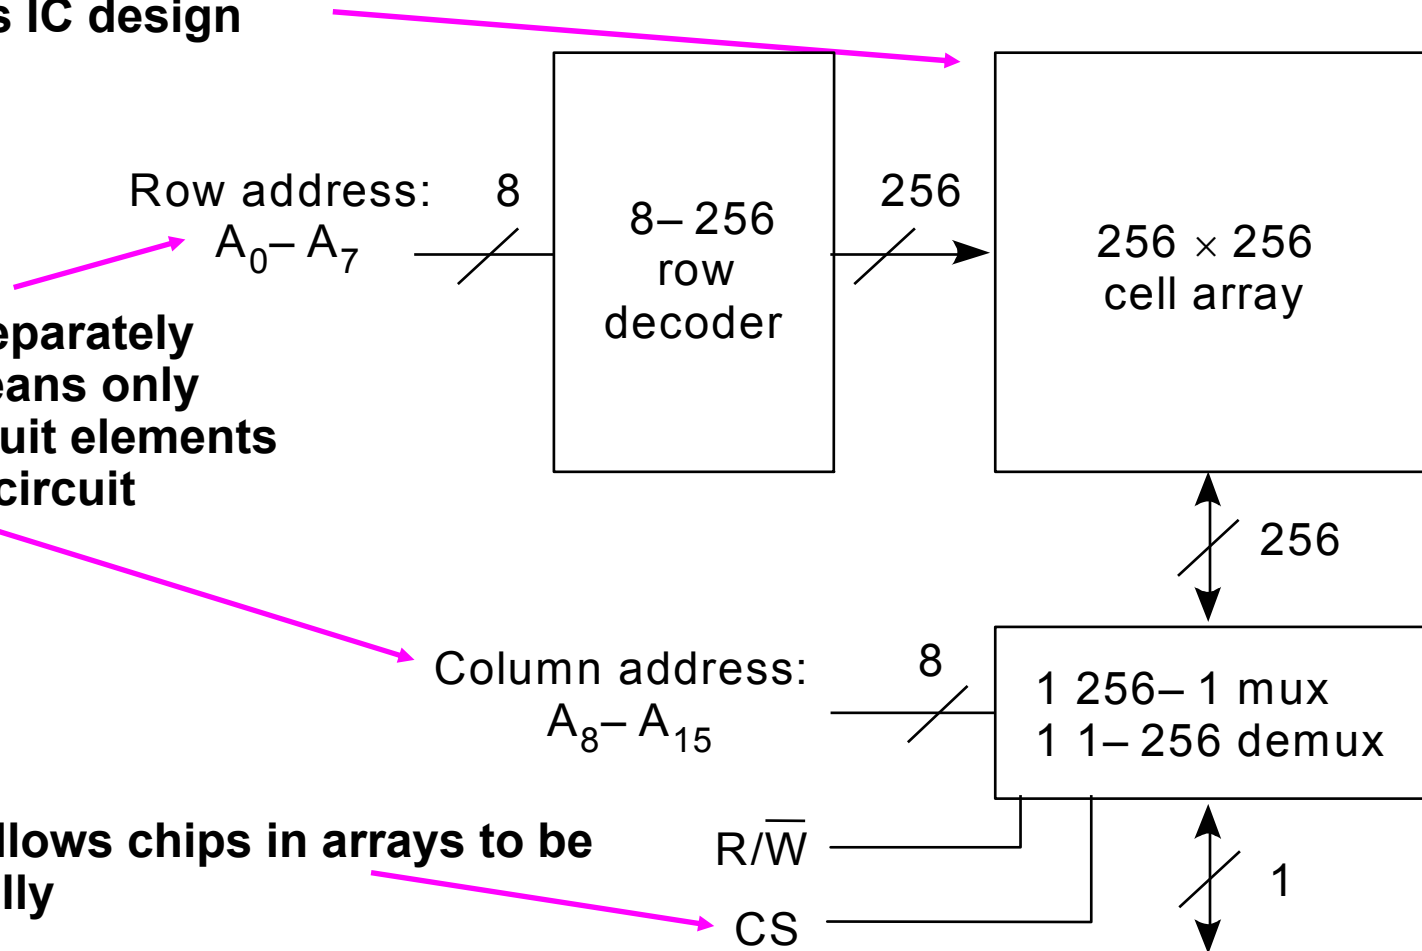 s IC design
Row address:
A0– A7
8
8– 256
row
decoder
256
256 × 256
cell array
eparately
eans only
uit elements
circuit
256
Column address:
A8– A15
8
1 256– 1 mux
1 1– 256 demux
llows chips in arrays to be
lly
R/W̅
CS
1